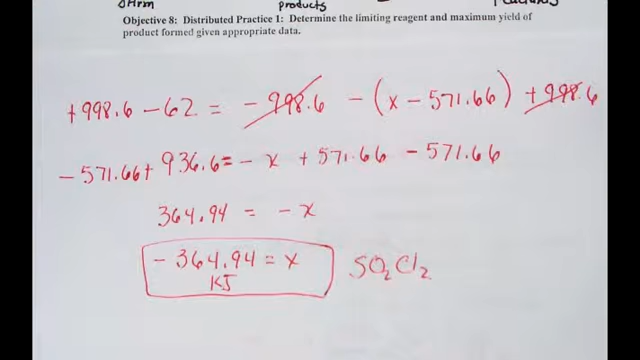 ΔHrxn products
Objective 8: Distributed Practice 1: Determine the limiting reagent and maximum yield of
product formed given appropriate data.
+998.6 - 62 = - 998.6 - (x - 571.66) + 998.6
- 571.66 + 936.6 = - x + 571.66 - 571.66
364.94 = - x
- 364.94 = x SO₂Cl₂
KJ